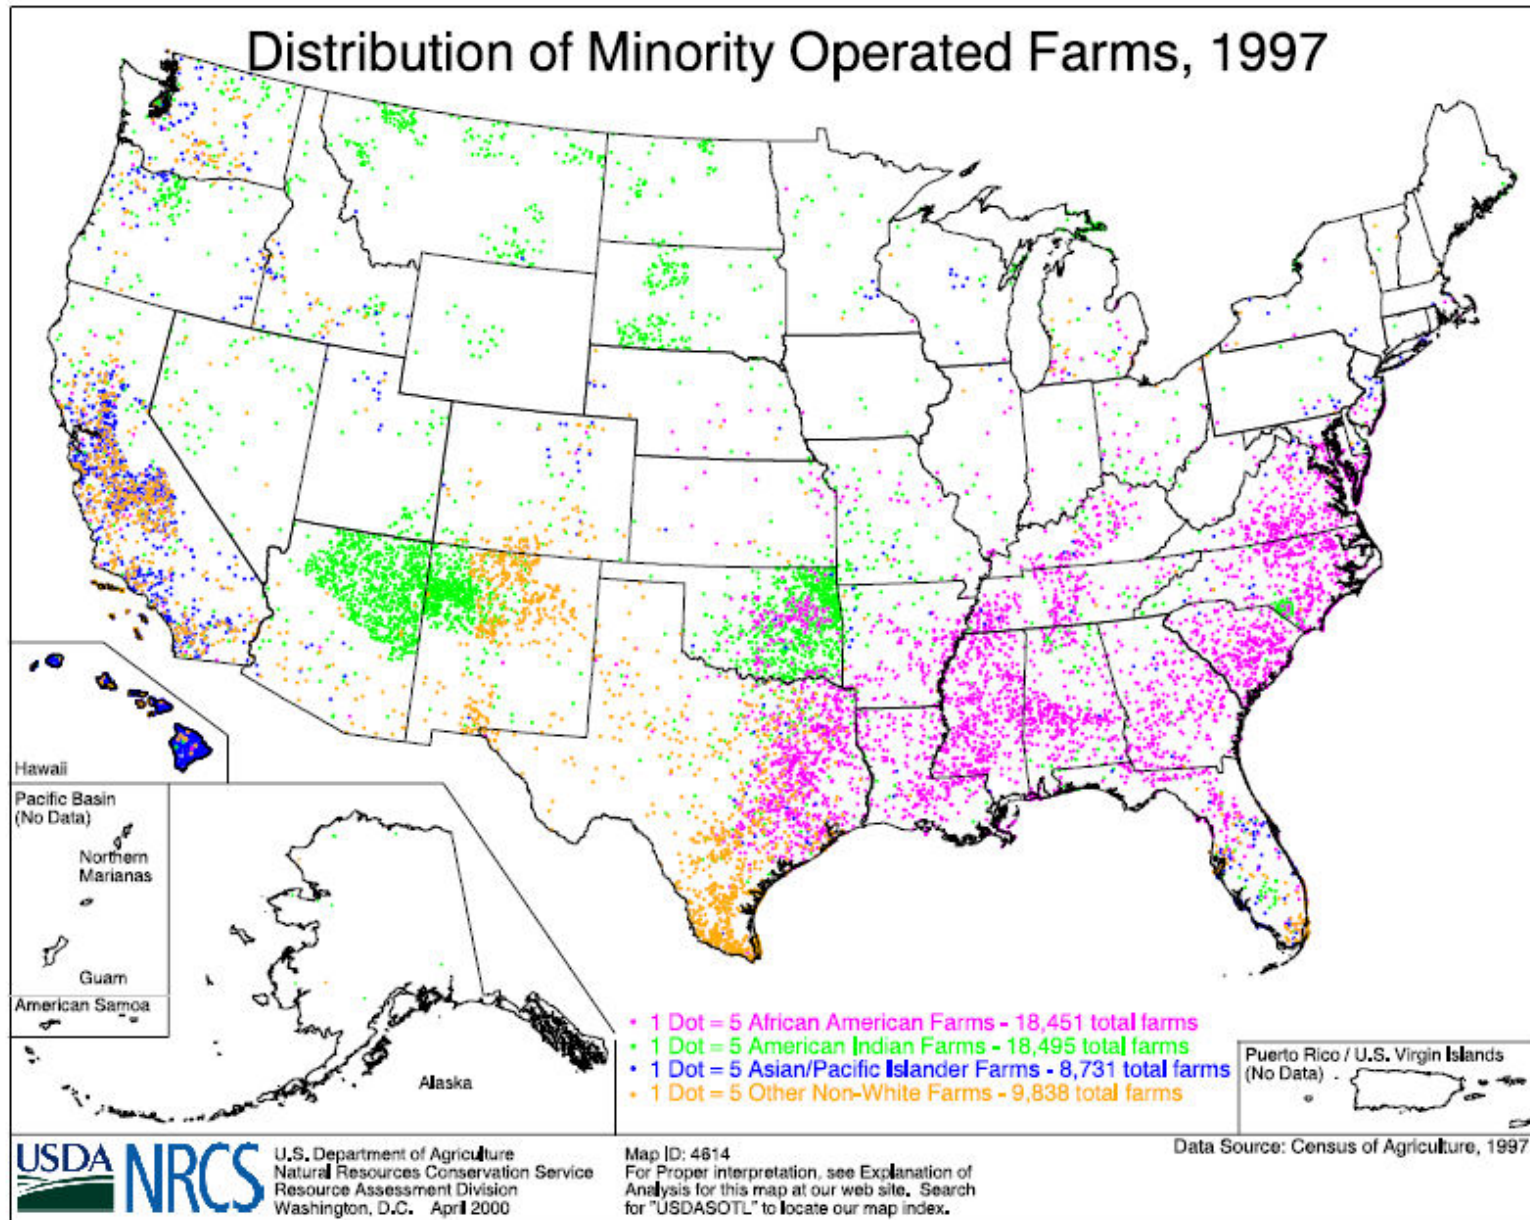 Distribution of Minority Operated Farms, 1997
Hawaii
Pacific Basin
(No Data)
Northern
Marianas
Guam
American Samoa
Alaska
• 1 Dot = 5 African American Farms - 18,451 total farms
• 1 Dot = 5 American Indian Farms - 18,495 total farms
• 1 Dot = 5 Asian/Pacific Islander Farms - 8,731 total farms
• 1 Dot = 5 Other Non-White Farms - 9,838 total farms
Puerto Rico / U.S. Virgin Islands
(No Data)
USDA
NRCS
U.S. Department of Agriculture
Natural Resources Conservation Service
Resource Assessment Division
Washington, D.C. April 2000
Map ID: 4614
For Proper interpretation, see Explanation of
Analysis for this map at our web site. Search
for "USDASOTL" to locate our map index.
Data Source: Census of Agriculture, 1997